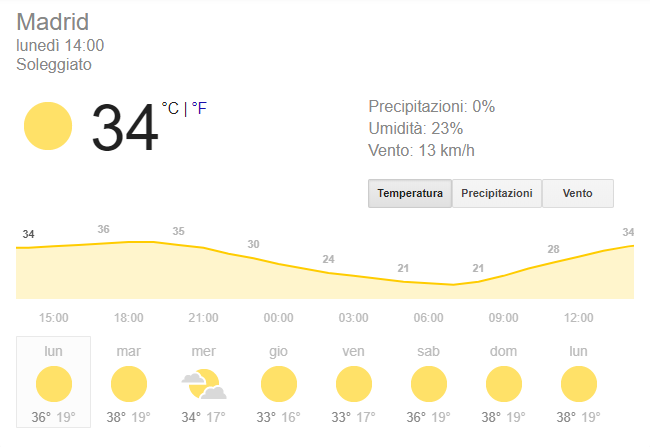 Madrid
lunedì 14:00
Soleggiato
34 °C | °F
Precipitazioni: 0%
Umidità: 23%
Vento: 13 km/h
Temperatura Precipitazioni Vento
34 36 35 30 24 21 21 28 34
15:00 18:00 21:00 00:00 03:00 06:00 09:00 12:00
lun mar mer gio ven sab dom lun
36° 19° 38° 19° 34° 17° 33° 16° 33° 17° 36° 19° 38° 19° 38° 19°